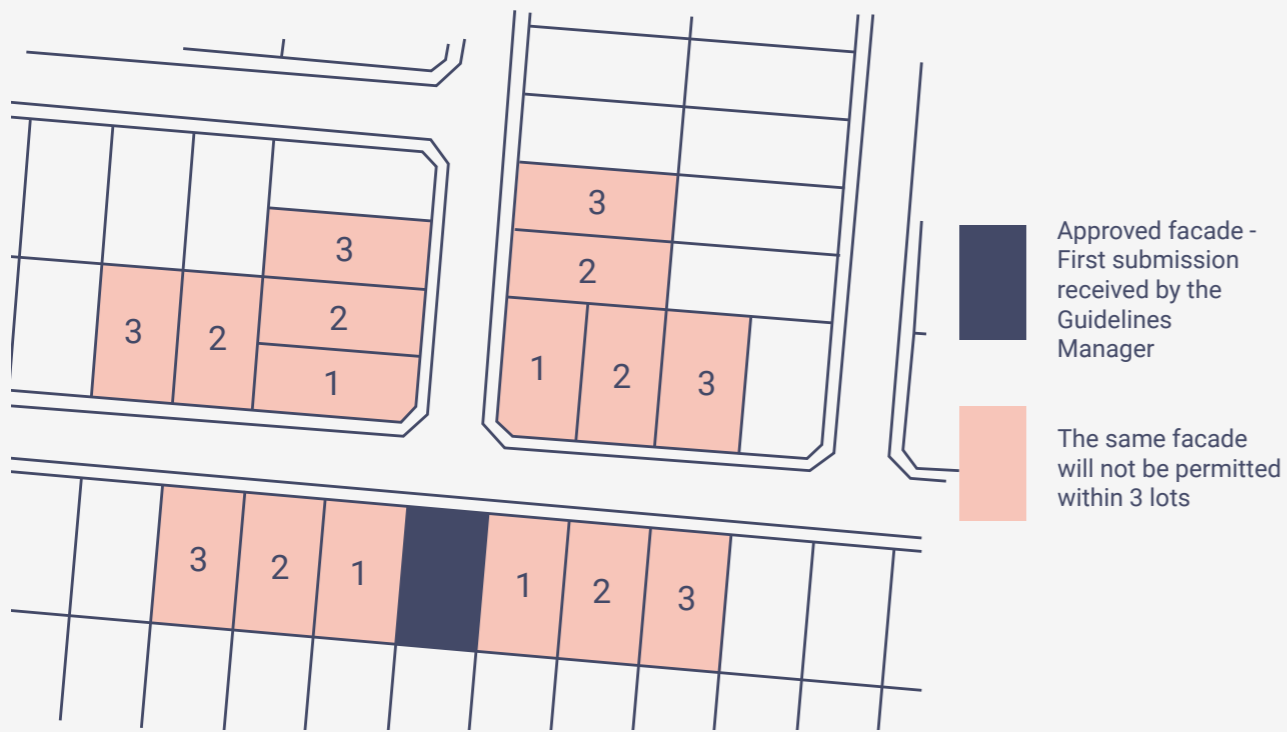 3
2
3
2
3
2
1
1
2
3
3
2
1
1
2
3
Approved facade -
First submission
received by the
Guidelines
Manager
The same facade
will not be permitted
within 3 lots